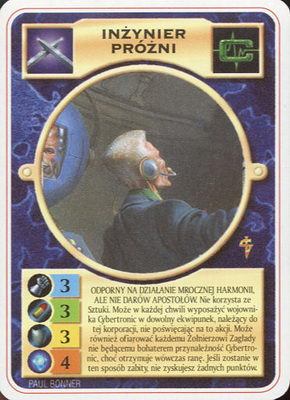 INŻYNIER
PRÓŻNI
3
3
3
4
ODPORNY NA DZIAŁANIE MROCZNEJ HARMONII,
ALE NIE DARÓW APOSTOŁÓW. Nie korzysta ze
Sztuki. Może w każdej chwili wyposażyć wojowni-
ka Cybertronic w dowolny ekwipunek, należący do
tej korporacji, nie poświęcając na to akcji. Może
również ofiarować każdemu Żołnierzowi Zagłady
nie będącemu bohaterem przynależność Cybertro-
nic, choć otrzymuje wówczas ranę. Jeśli zostanie w
ten sposób zabity, nie zyskujesz żadnych punktów.
PAUL BONNER